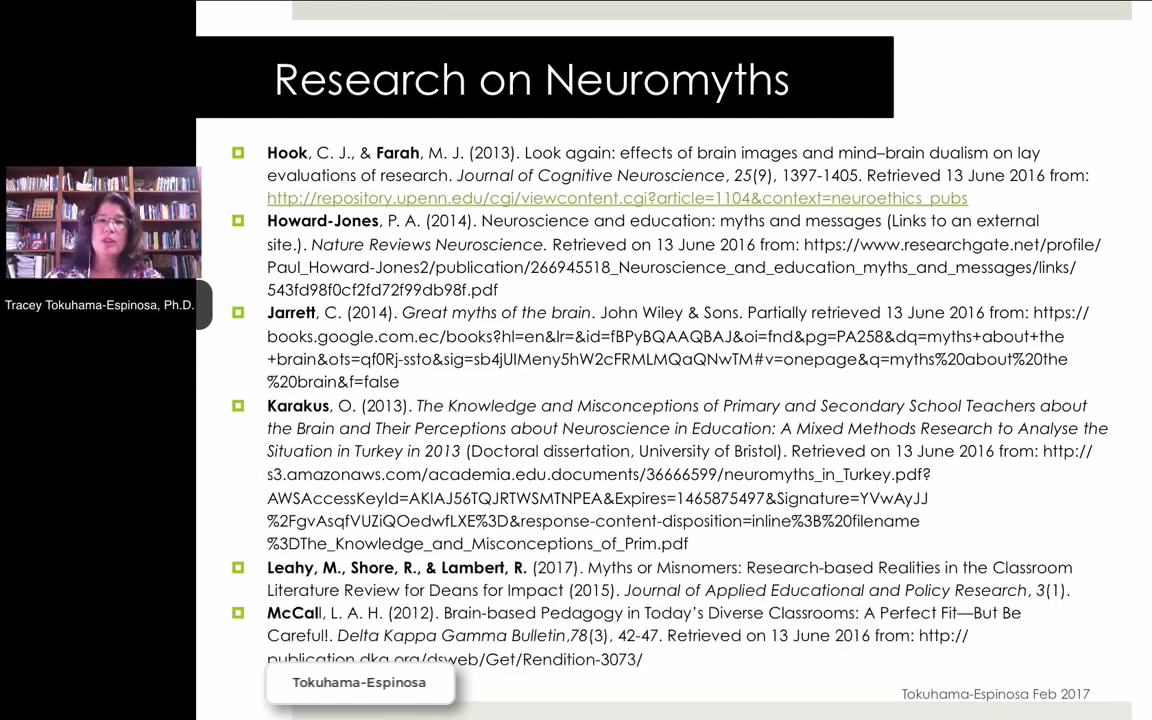 Research on Neuromyths
Hook, C. J., & Farah, M. J. (2013). Look again: effects of brain images and mind–brain dualism on lay
evaluations of research. Journal of Cognitive Neuroscience, 25(9), 1397-1405. Retrieved 13 June 2016 from:
http://repository.upenn.edu/cgi/viewcontent.cgi?article=1104&context=neuroethics_pubs
Howard-Jones, P. A. (2014). Neuroscience and education: myths and messages (Links to an external
site.). Nature Reviews Neuroscience. Retrieved on 13 June 2016 from: https://www.researchgate.net/profile/
Paul_Howard-Jones2/publication/266945518_Neuroscience_and_education_myths_and_messages/links/
543fd98f0cf2fd72f99db98f.pdf
Tracey Tokuhama-Espinosa, Ph.D.
Jarrett, C. (2014). Great myths of the brain. John Wiley & Sons. Partially retrieved 13 June 2016 from: https://
books.google.com.ec/books?hl=en&lr=&id=fBPyBQAAQBAJ&oi=fnd&pg=PA258&dq=myths+about+the
+brain&ots=qf0Rj-ssto&sig=sb4jUIMeny5hW2cFRMLMQaQNwTM#v=onepage&q=myths%20about%20the
%20brain&f=false
Karakus, O. (2013). The Knowledge and Misconceptions of Primary and Secondary School Teachers about
the Brain and Their Perceptions about Neuroscience in Education: A Mixed Methods Research to Analyse the
Situation in Turkey in 2013 (Doctoral dissertation, University of Bristol). Retrieved on 13 June 2016 from: http://
s3.amazonaws.com/academia.edu.documents/36666599/neuromyths_in_Turkey.pdf?
AWSAccessKeyId=AKIAJ56TQJRTWSMTNPEA&Expires=1465875497&Signature=YVwAyJJ
%2FgvAsqfVUZiQOedwfLXE%3D&response-content-disposition=inline%3B%20filename
%3DThe_Knowledge_and_Misconceptions_of_Prim.pdf
Leahy, M., Shore, R., & Lambert, R. (2017). Myths or Misnomers: Research-based Realities in the Classroom
Literature Review for Deans for Impact (2015). Journal of Applied Educational and Policy Research, 3(1).
McCall, L. A. H. (2012). Brain-based Pedagogy in Today’s Diverse Classrooms: A Perfect Fit—But Be
Careful!. Delta Kappa Gamma Bulletin,78(3), 42-47. Retrieved on 13 June 2016 from: http://
publication.dkg.org/dsweb/Get/Rendition-3073/
Tokuhama-Espinosa
Tokuhama-Espinosa Feb 2017